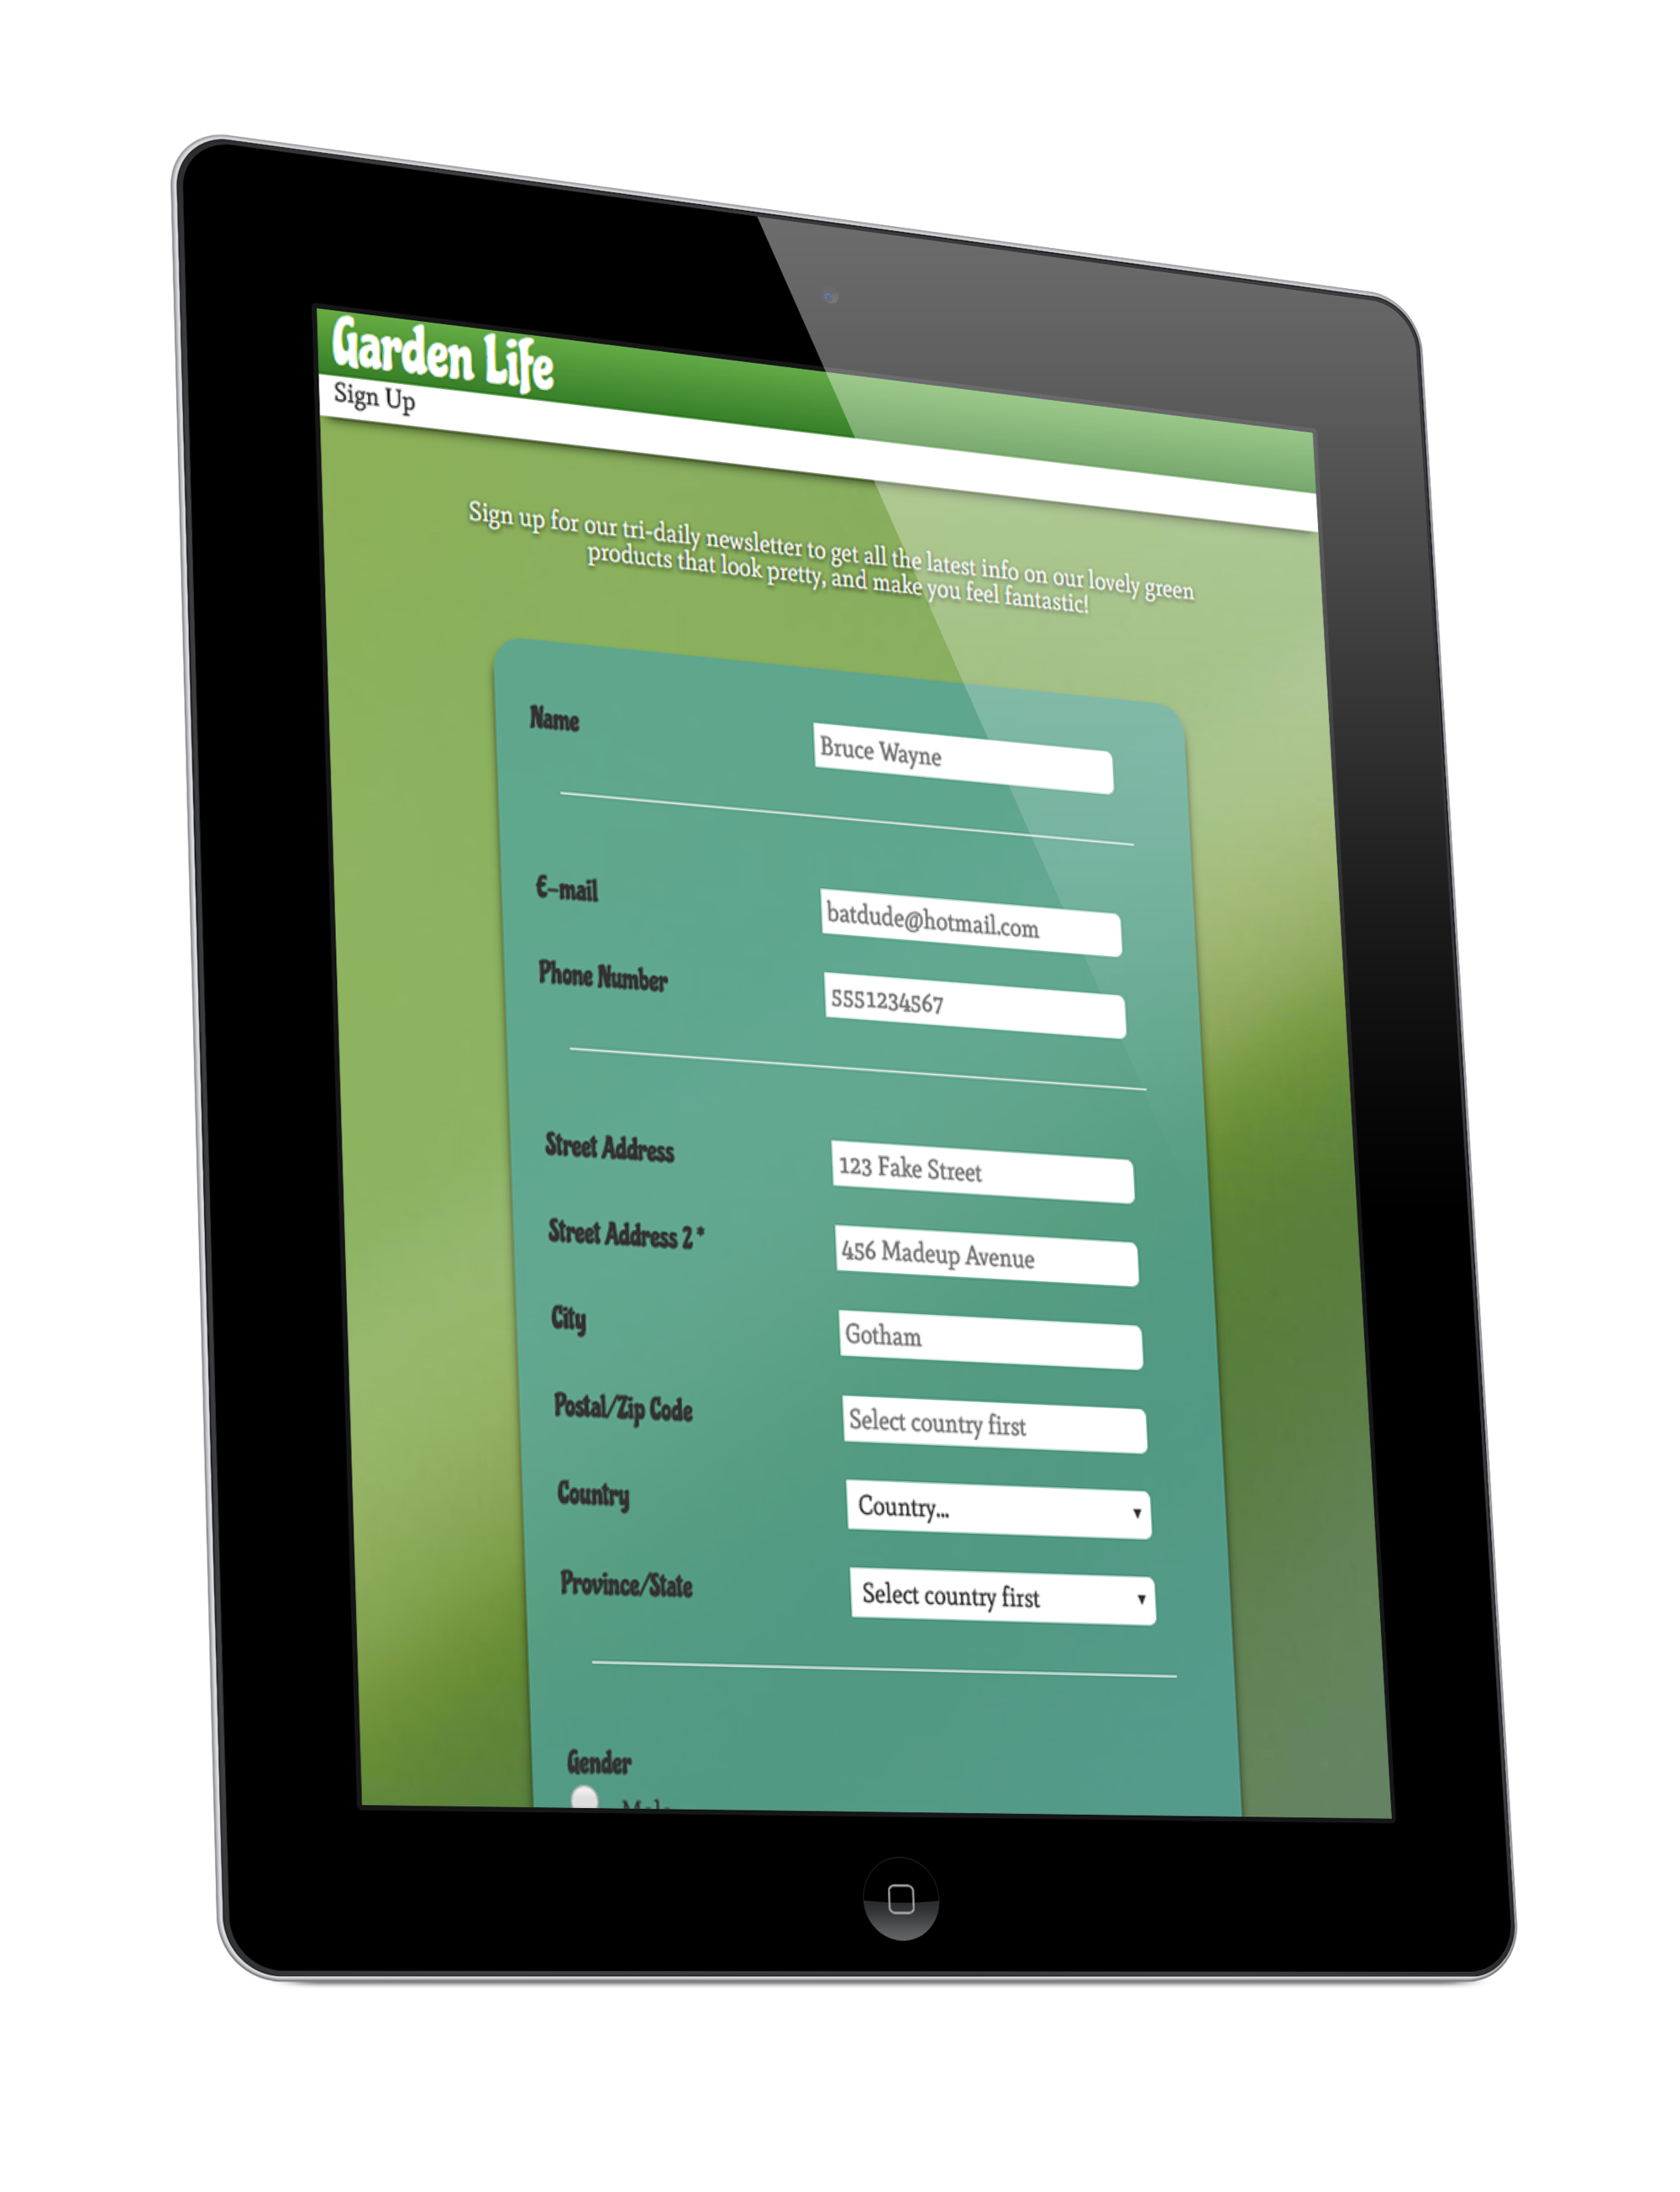 Garden Life
Sign Up
Sign up for our tri-daily newsletter to get all the latest info on our lovely green
products that look pretty, and make you feel fantastic!
Name
Bruce Wayne
E-mail
batdude@hotmail.com
Phone Number
5551234567
Street Address
123 Fake Street
Street Address 2 *
456 Madeup Avenue
City
Gotham
Postal/Zip Code
Select country first
Country
Country...
Province/State
Select country first
Gender
Male